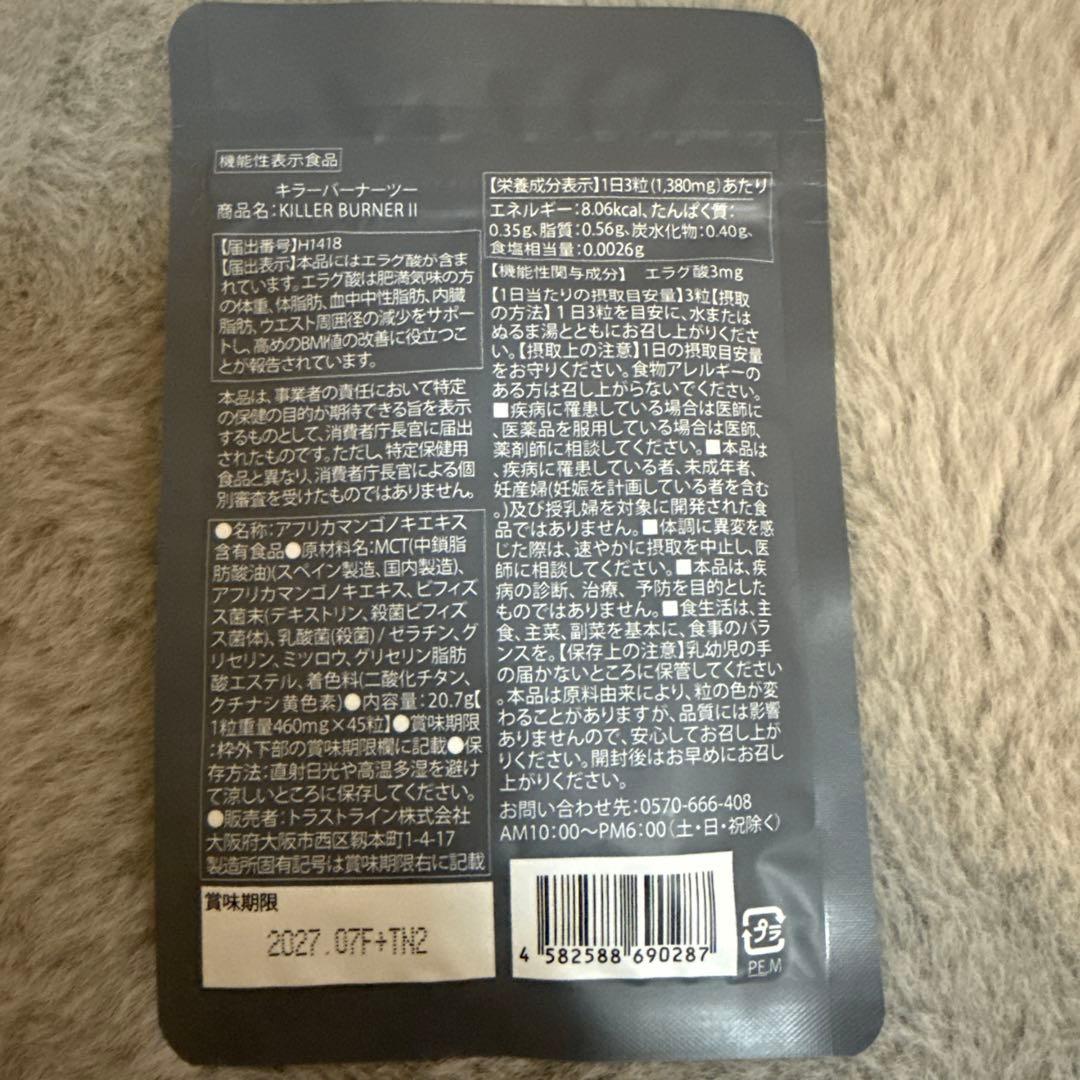 機能性表示食品
キラーバーナーツー
商品名:KILLER BURNER II
【届出番号】H1418
【届出表示】本品にはエラグ酸が含ま
れています。エラグ酸は肥満気味の方
の体重、体脂肪、血中中性脂肪、内臓
脂肪、ウエスト周囲径の減少をサポー
トし、高めのBMI値の改善に役立つこ
とが報告されています。
本品は、事業者の責任において特定
の保健の目的が期待できる旨を表示
するものとして、消費者庁長官に届出
されたものです。ただし、特定保健用
食品と異なり、消費者庁長官による個
別審査を受けたものではありません。
●名称:アフリカマンゴノキエキス
含有食品●原材料名:MCT(中鎖脂
肪酸油)(スペイン製造、国内製造)、
アフリカマンゴノキエキス、ビフィズ
ス菌末(デキストリン、殺菌ビフィズ
ス菌体)、乳酸菌(殺菌) / ゼラチン、グ
リセリン、ミツロウ、グリセリン脂肪
酸エステル、着色料(二酸化チタン、
クチナシ黄色素)●内容量:20.7g【
1粒重量460mg×45粒】●賞味期限
:枠外下部の賞味期限欄に記載●保
存方法:直射日光や高温多湿を避け
て涼しいところに保存してください。
●販売者:トラストライン株式会社
大阪府大阪市西区靱本町1-4-17
製造所固有記号は賞味期限右に記載
賞味期限
2027.07F+TN2
【栄養成分表示】1日3粒(1,380mg)あたり
エネルギー:8.06kcal、たんぱく質:
0.35g、脂質:0.56g、炭水化物:0.40g、
食塩相当量:0.0026g
【機能性関与成分】 エラグ酸3mg
【1日当たりの摂取目安量】3粒【摂取
の方法】1日3粒を目安に、水または
ぬるま湯とともにお召し上がりくださ
い。【摂取上の注意】1日の摂取目安量
をお守りください。食物アレルギーの
ある方は召し上がらないでください。
■疾病に罹患している場合は医師に
、医薬品を服用している場合は医師、
薬剤師に相談してください。■本品は
、疾病に罹患している者、未成年者、
妊産婦(妊娠を計画している者を含む
。)及び授乳婦を対象に開発された食
品ではありません。■体調に異変を感
じた際は、速やかに摂取を中止し、医
師に相談してください。■本品は、疾
病の診断、治療、予防を目的とした
ものではありません。■食生活は、主
食、主菜、副菜を基本に、食事のバラ
ンスを。【保存上の注意】乳幼児の手
の届かないところに保管してください
。本品は原料由来により、粒の色が変
わることがありますが、品質には影響
ありませんので、安心してお召し上が
りください。開封後はお早めにお召し
上がりください。
お問い合わせ先:0570-666-408
AM10:00〜PM6:00(土・日・祝除く)
4 582588 690287
プラ
PE,M